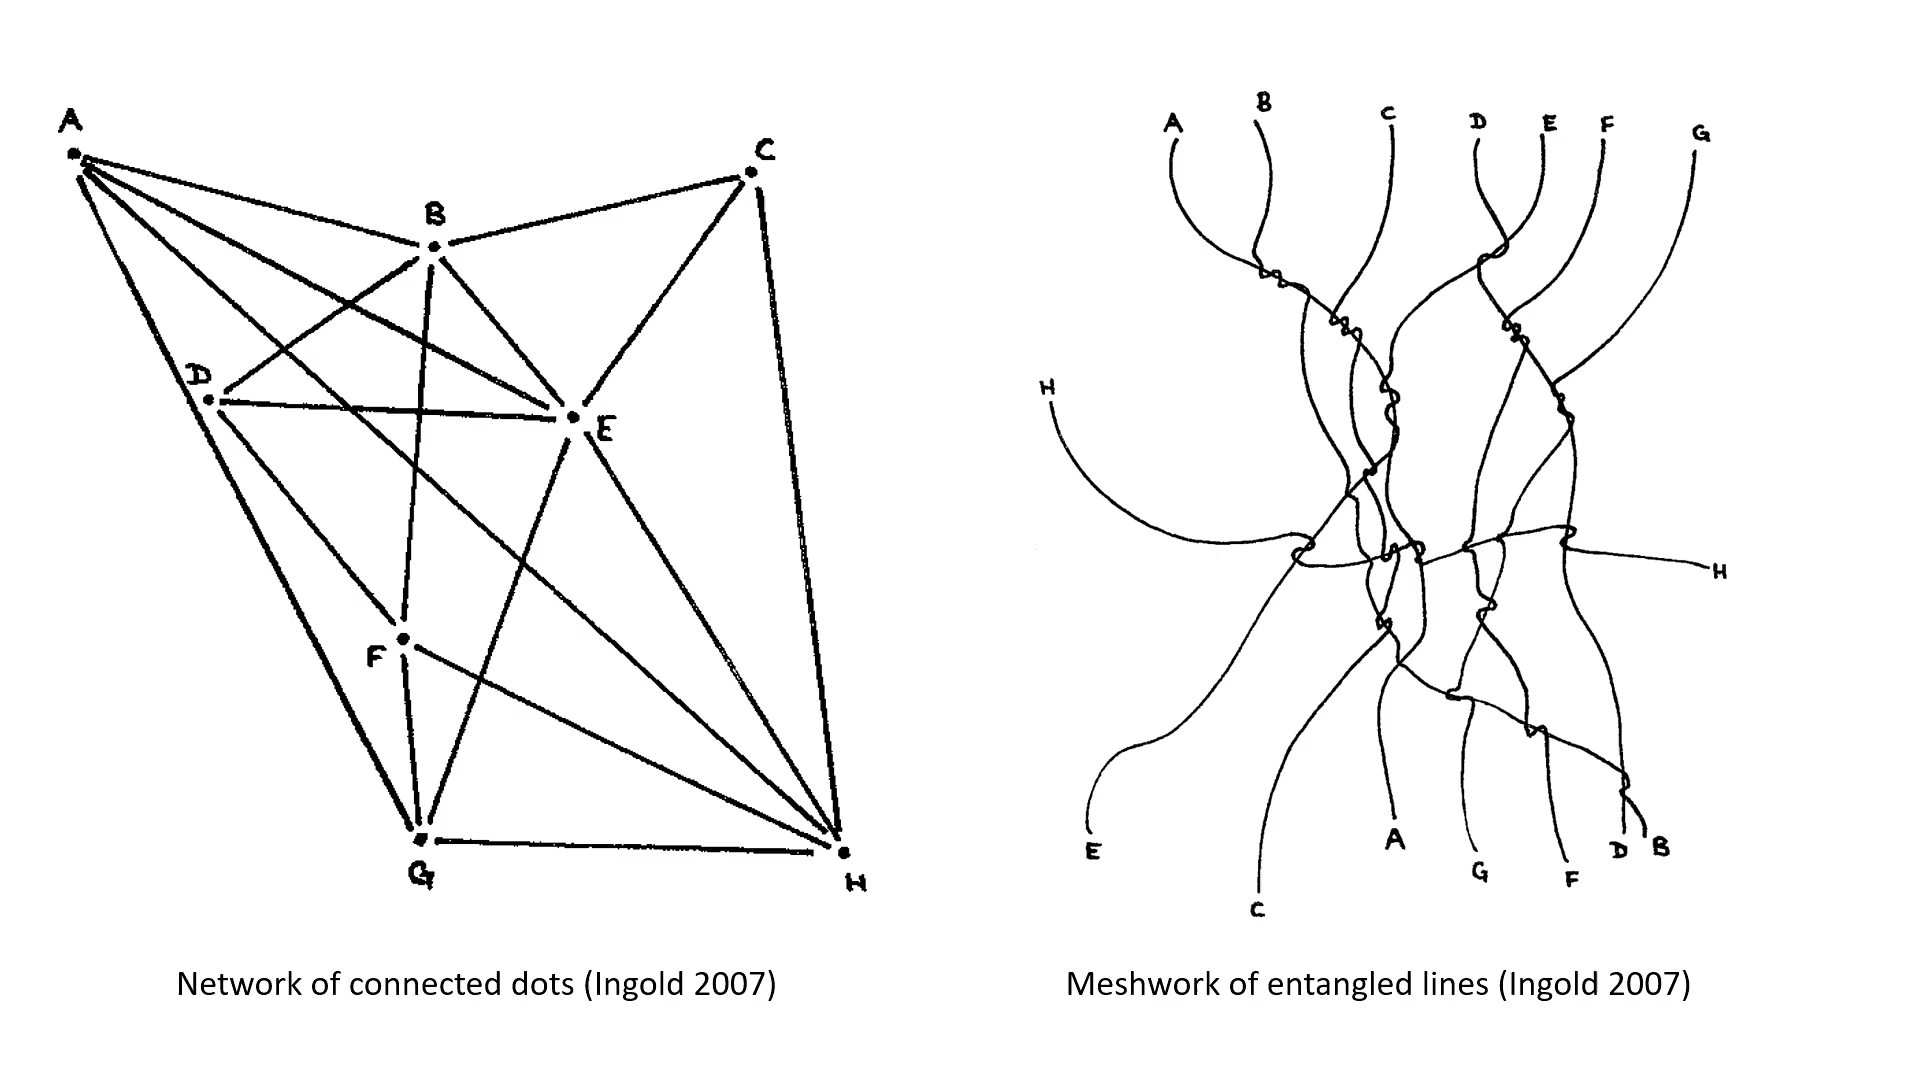 A
B
C
D
E
F
G
H
Network of connected dots (Ingold 2007)
A
B
C
D
E
F
G
H
H
E
C
A
G
F
D
B
Meshwork of entangled lines (Ingold 2007)